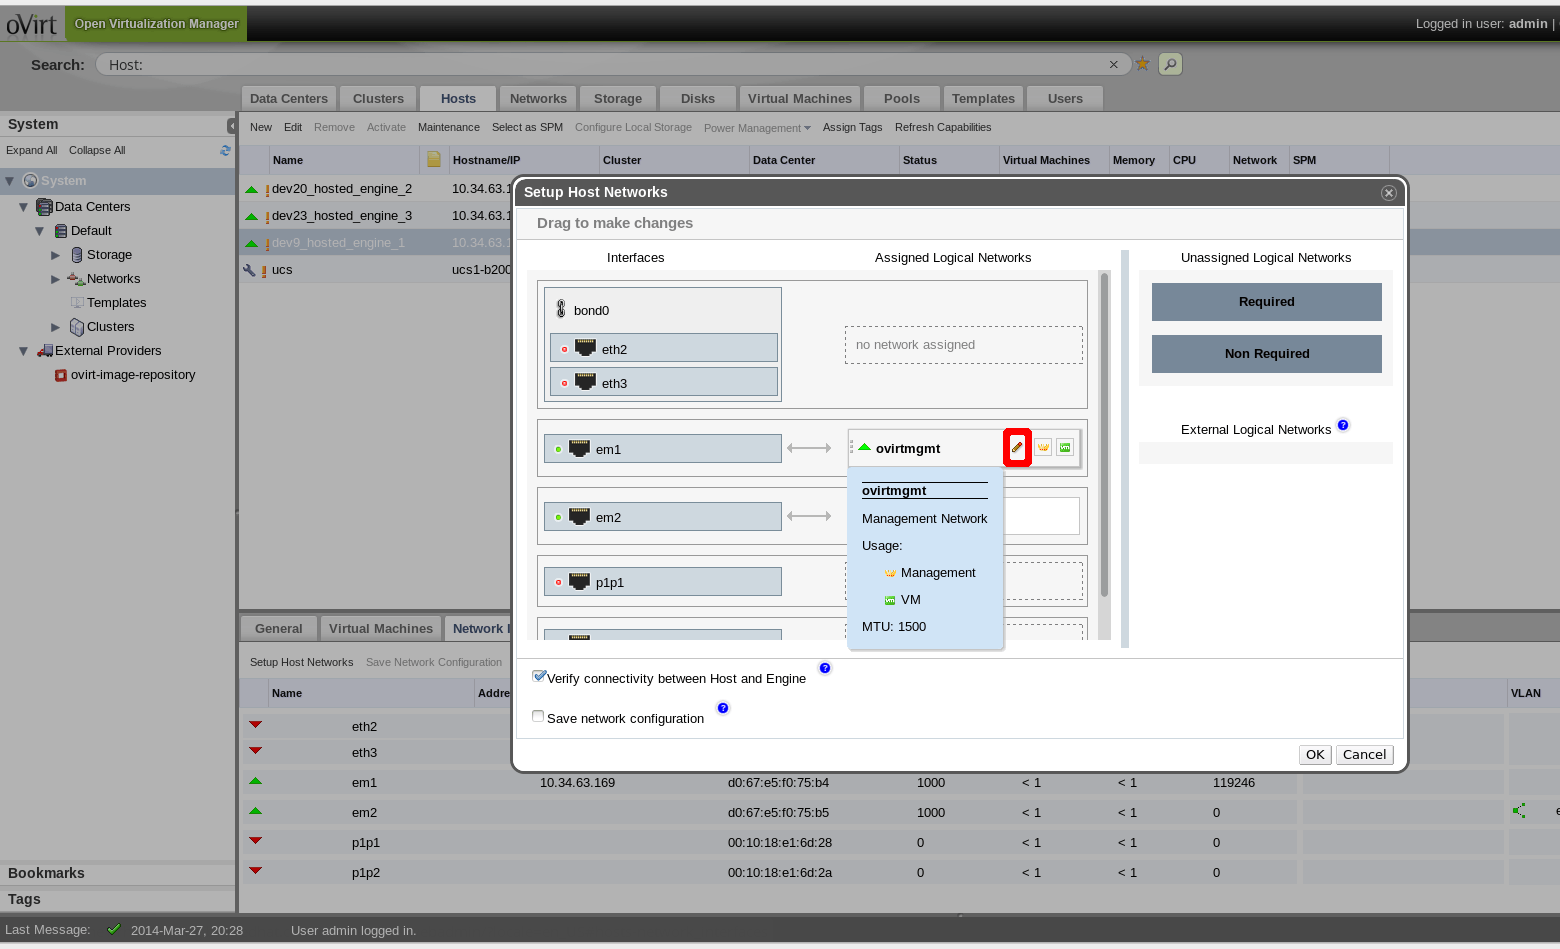 oVirt Open Virtualization Manager
Logged in user: admin |
Search: Host:
Data Centers Clusters Hosts Networks Storage Disks Virtual Machines Pools Templates Users
System
New Edit Remove Activate Maintenance Select as SPM Configure Local Storage Power Management Assign Tags Refresh Capabilities
Expand All Collapse All
Name Hostname/IP Cluster Data Center Status Virtual Machines Memory CPU Network SPM
System
Data Centers
Default
Storage
Networks
Templates
Clusters
External Providers
ovirt-image-repository
dev20_hosted_engine_2 10.34.63.1
dev23_hosted_engine_3 10.34.63.1
dev9_hosted_engine_1 10.34.63.1
ucs ucs1-b200
Setup Host Networks
Drag to make changes
Interfaces Assigned Logical Networks Unassigned Logical Networks
bond0
eth2
eth3
no network assigned
Required
Non Required
External Logical Networks
em1 ovirtmgmt
em2
p1p1
ovirtmgmt
Management Network
Usage:
Management
VM
MTU: 1500
Verify connectivity between Host and Engine
Save network configuration
OK Cancel
General Virtual Machines Network I
Setup Host Networks Save Network Configuration
Name Addre VLAN
eth2
eth3
em1 10.34.63.169 d0:67:e5:f0:75:b4 1000 < 1 < 1 119246
em2 d0:67:e5:f0:75:b5 1000 < 1 < 1 0 e
p1p1 00:10:18:e1:6d:28 0 < 1 < 1 0
p1p2 00:10:18:e1:6d:2a 0 < 1 < 1 0
Bookmarks
Tags
Last Message: 2014-Mar-27, 20:28 User admin logged in.